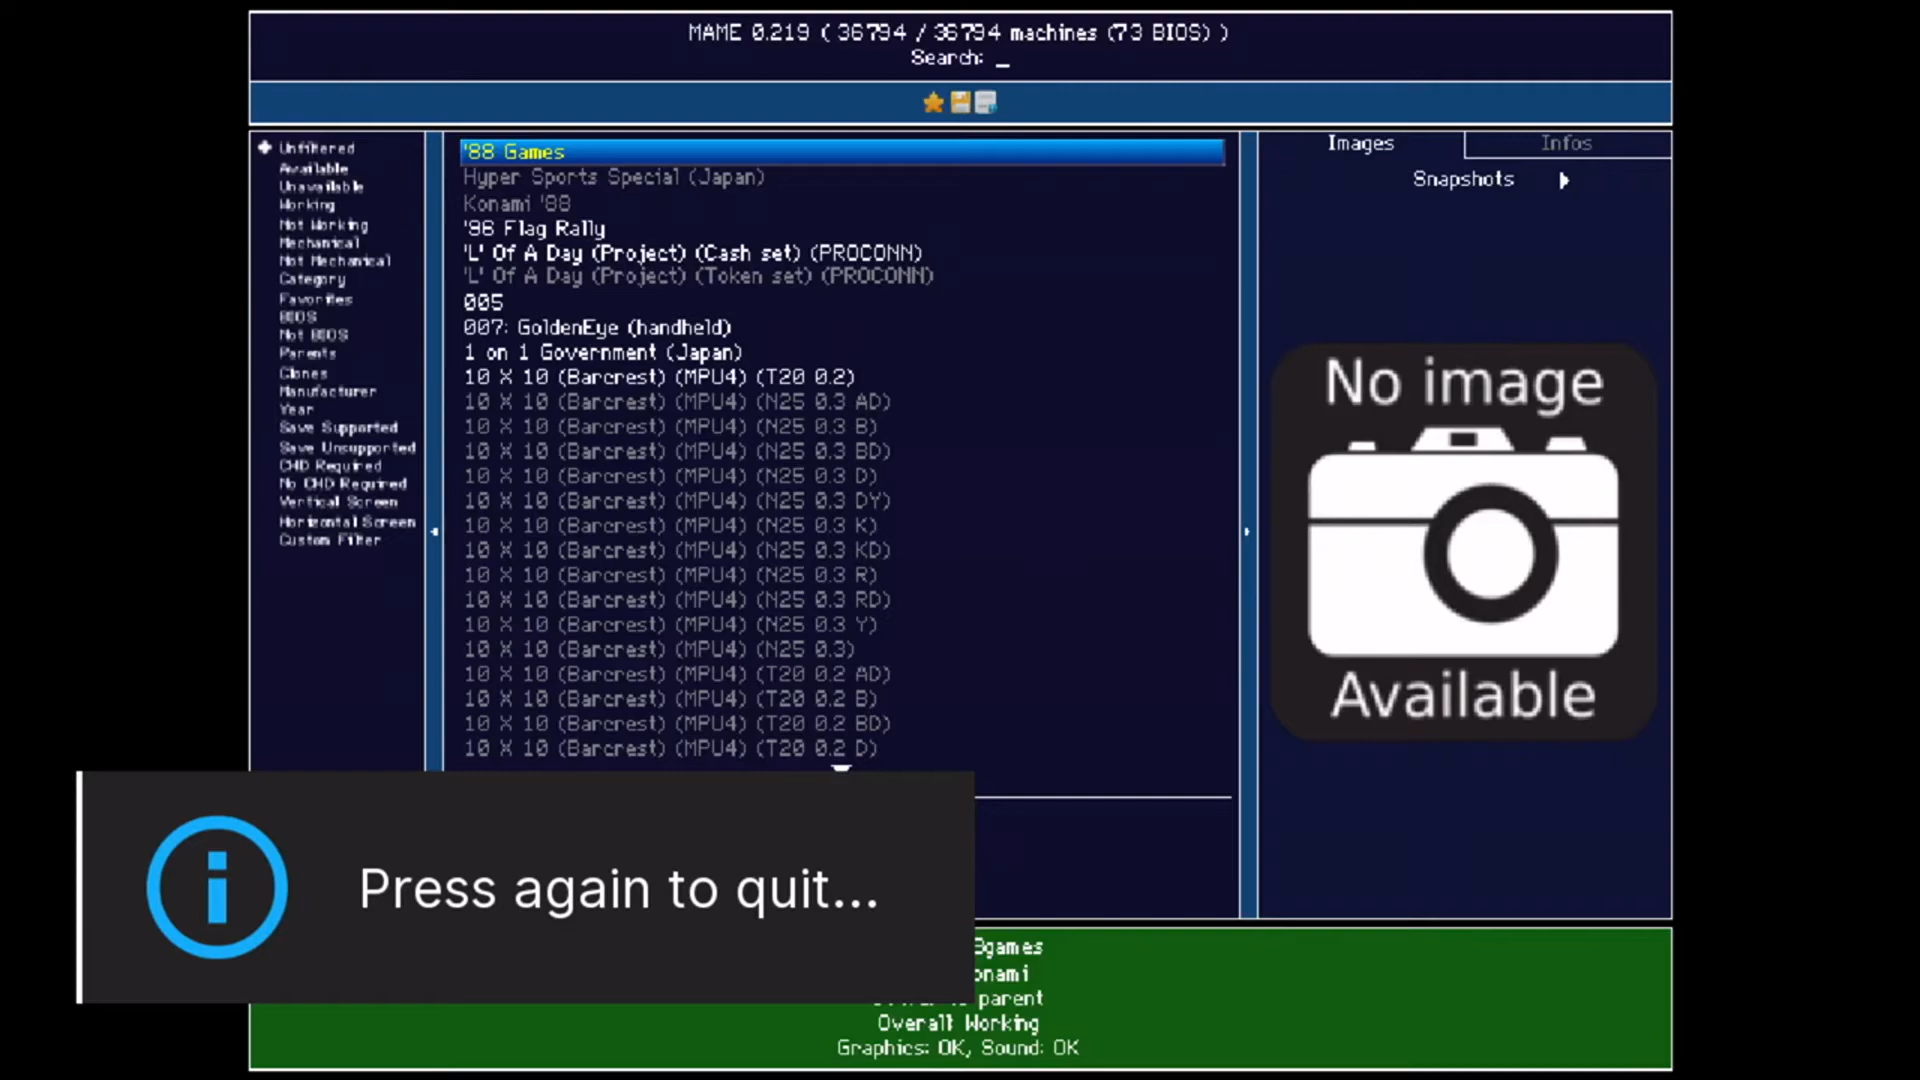 MAME 0.219 ( 36794 / 36794 machines (73 BIOS) )
Search: _
Unfiltered
Available
Unavailable
Working
Not Working
Mechanical
Not Mechanical
Category
Favorites
BIOS
Not BIOS
Parents
Clones
Manufacturer
Year
Save Supported
Save Unsupported
CHD Required
No CHD Required
Vertical Screen
Horizontal Screen
Custom Filter
'88 Games
Hyper Sports Special (Japan)
Konami '88
'96 Flag Rally
'L' Of A Day (Project) (Cash set) (PROCONN)
'L' Of A Day (Project) (Token set) (PROCONN)
005
007: GoldenEye (handheld)
1 on 1 Government (Japan)
10 X 10 (Barcrest) (MPU4) (T20 0.2)
10 X 10 (Barcrest) (MPU4) (N25 0.3 AD)
10 X 10 (Barcrest) (MPU4) (N25 0.3 B)
10 X 10 (Barcrest) (MPU4) (N25 0.3 BD)
10 X 10 (Barcrest) (MPU4) (N25 0.3 D)
10 X 10 (Barcrest) (MPU4) (N25 0.3 DY)
10 X 10 (Barcrest) (MPU4) (N25 0.3 K)
10 X 10 (Barcrest) (MPU4) (N25 0.3 KD)
10 X 10 (Barcrest) (MPU4) (N25 0.3 R)
10 X 10 (Barcrest) (MPU4) (N25 0.3 RD)
10 X 10 (Barcrest) (MPU4) (N25 0.3 Y)
10 X 10 (Barcrest) (MPU4) (N25 0.3)
10 X 10 (Barcrest) (MPU4) (T20 0.2 AD)
10 X 10 (Barcrest) (MPU4) (T20 0.2 B)
10 X 10 (Barcrest) (MPU4) (T20 0.2 BD)
10 X 10 (Barcrest) (MPU4) (T20 0.2 D)
Images
Infos
Snapshots
No image
Available
Press again to quit...
games
onami
parent
Overall Working
Graphics: OK, Sound: OK